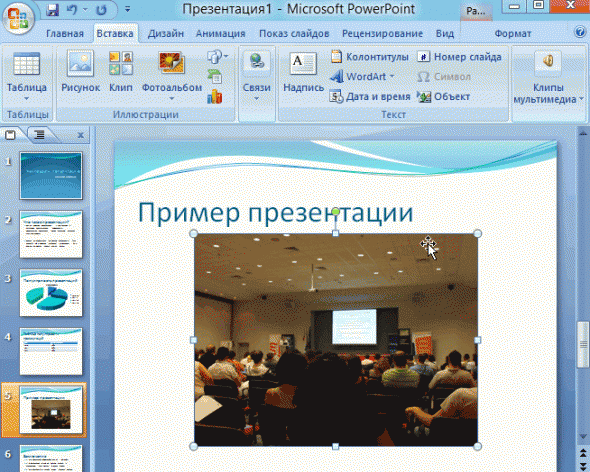 Презентация1 - Microsoft PowerPoint
Ра...
Главная Вставка Дизайн Анимация Показ слайдов Рецензирование Вид Формат
Таблица
Рисунок
Клип
Фотоальбом
Связи
Надпись
Колонтитулы
WordArt
Дата и время
Номер слайда
Символ
Объект
Клипы мультимедиа
Таблицы
Иллюстрации
Текст
1
2
3
4
5
Пример презентации
6
Пример презентации